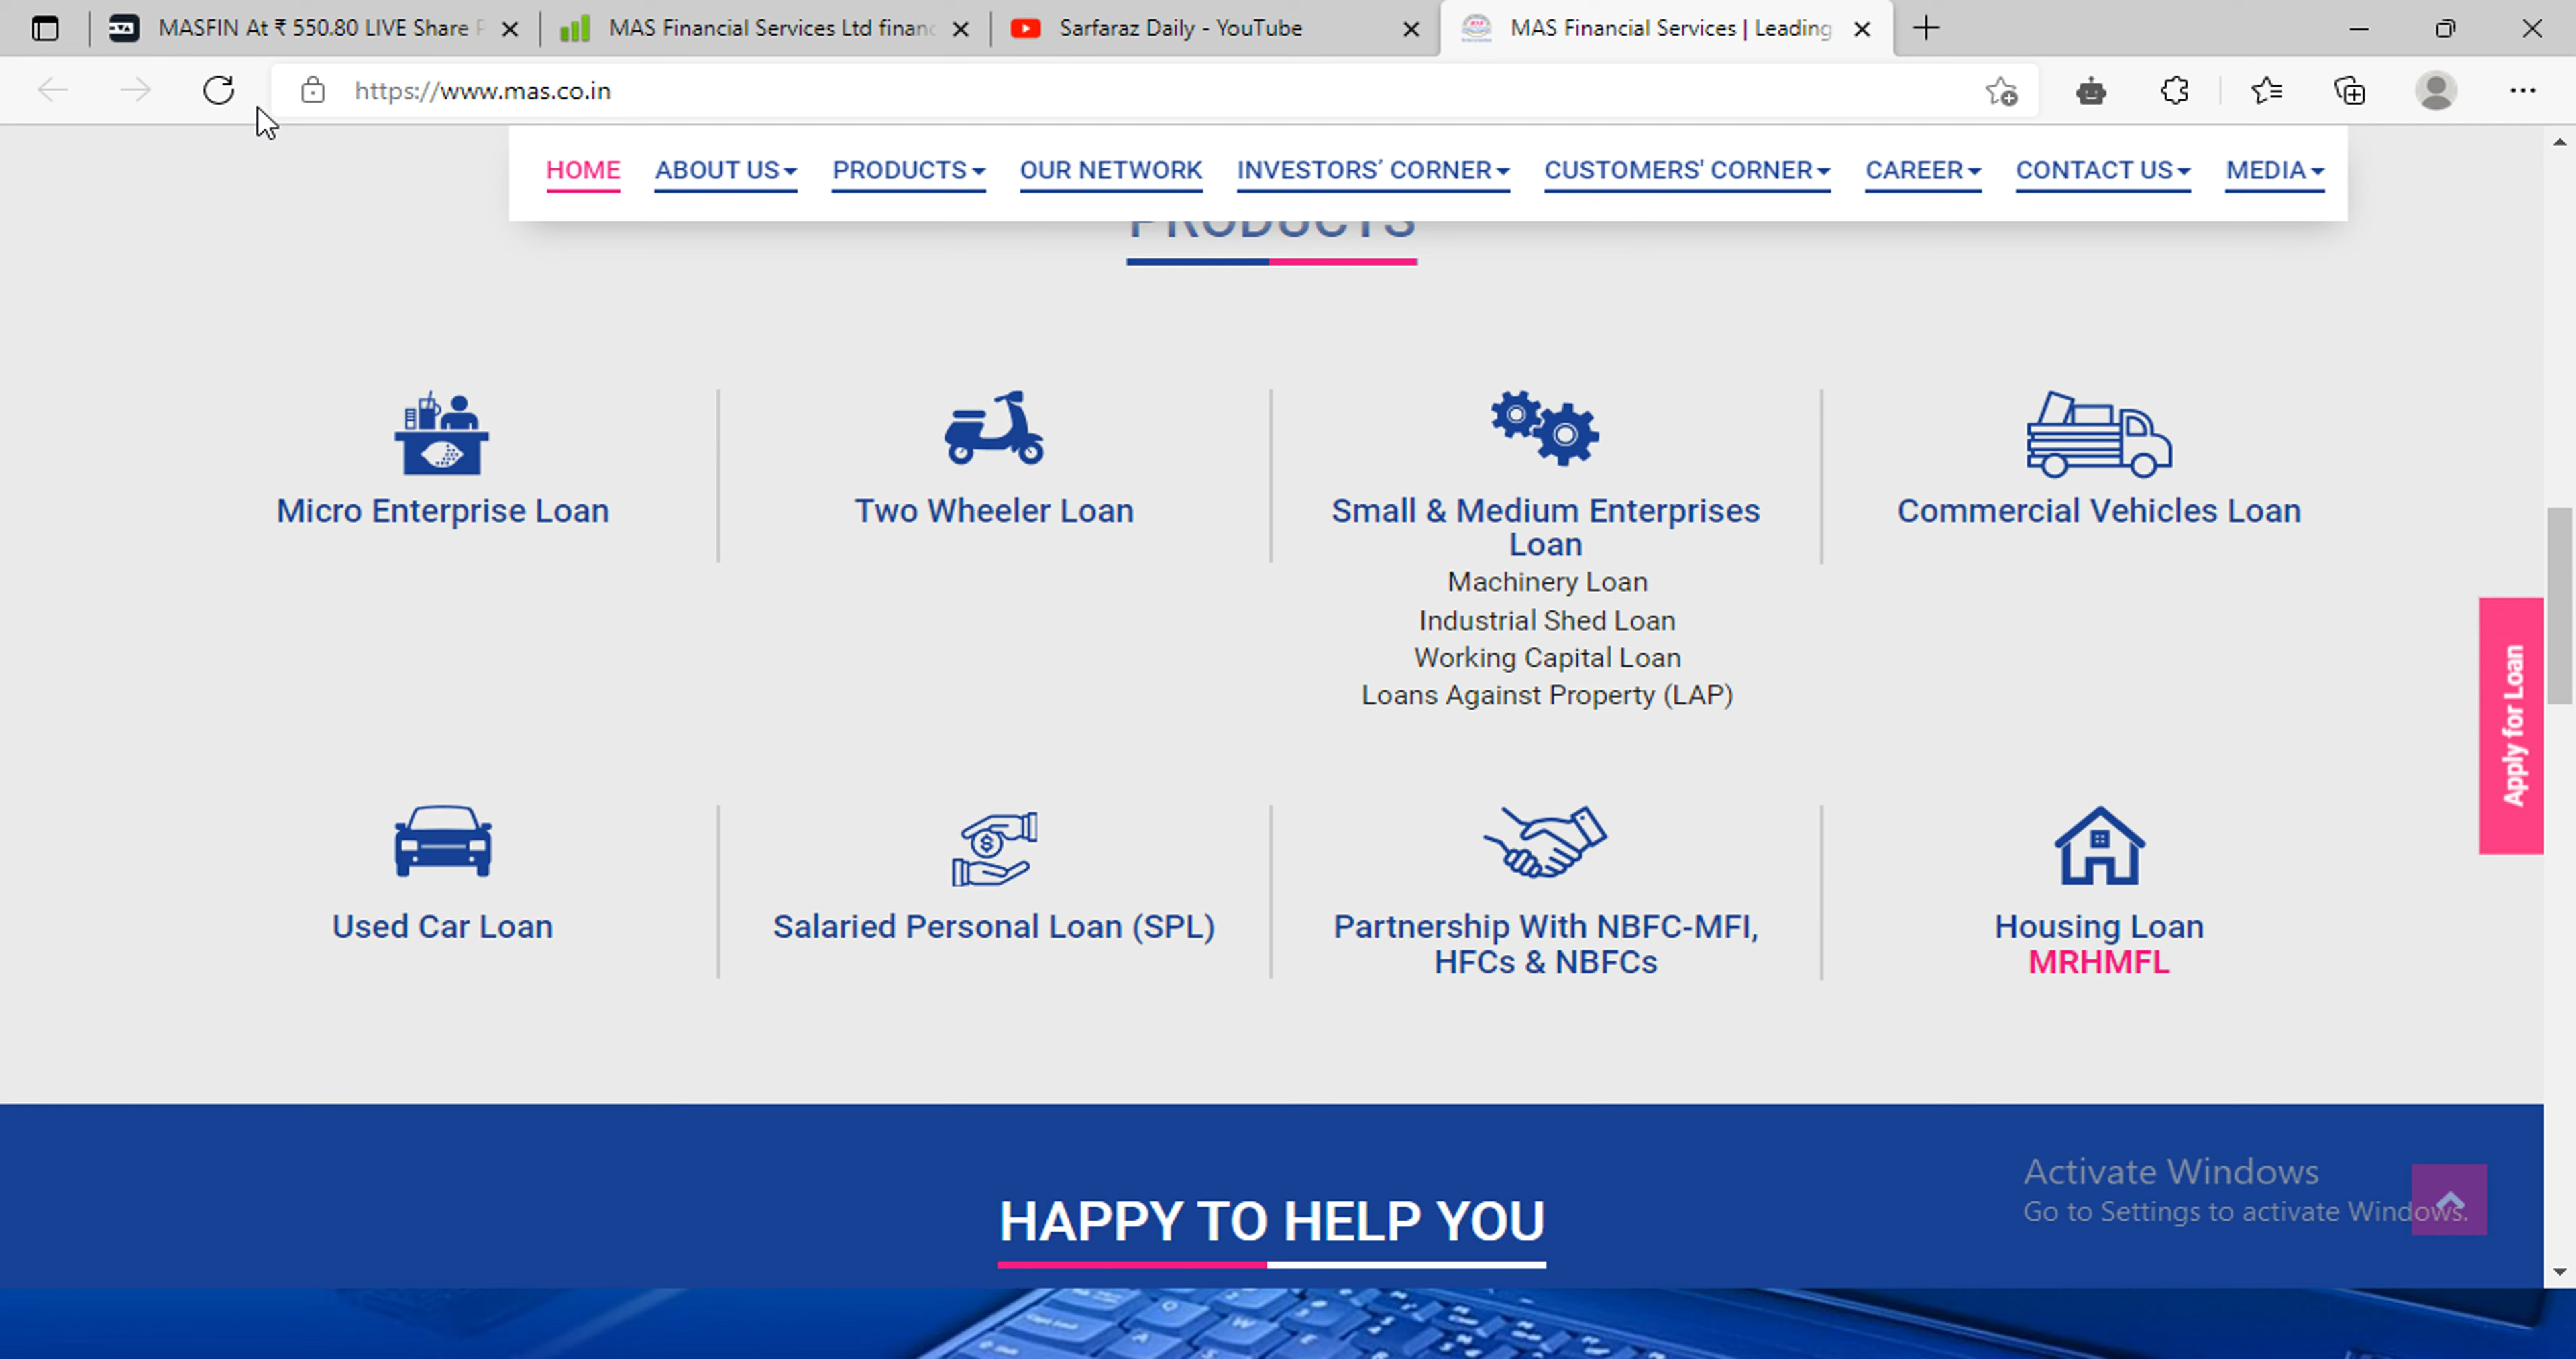 MASFIN At ₹ 550.80 LIVE Share P
MAS Financial Services Ltd financ
Sarfaraz Daily - YouTube
MAS Financial Services | Leading
https://www.mas.co.in
HOME ABOUT US PRODUCTS OUR NETWORK INVESTORS’ CORNER CUSTOMERS' CORNER CAREER CONTACT US MEDIA
PRODUCTS
Micro Enterprise Loan
Two Wheeler Loan
Small & Medium Enterprises
Loan
Machinery Loan
Industrial Shed Loan
Working Capital Loan
Loans Against Property (LAP)
Commercial Vehicles Loan
Apply for Loan
Used Car Loan
Salaried Personal Loan (SPL)
Partnership With NBFC-MFI,
HFCs & NBFCs
Housing Loan
MRHMFL
HAPPY TO HELP YOU
Activate Windows
Go to Settings to activate Windows.